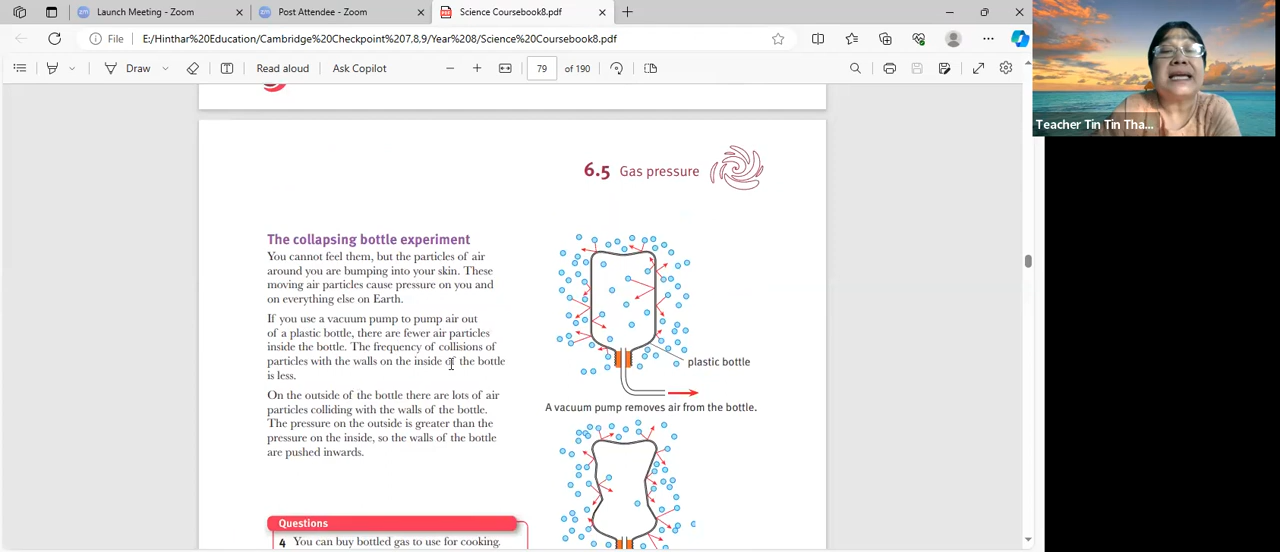 Launch Meeting - Zoom
Post Attendee - Zoom
Science Coursebook8.pdf
File
E:/Hinthar%20Education/Cambridge%20Checkpoint%207.8.9/Year%208/Science%20Coursebook8.pdf
Draw
Read aloud
Ask Copilot
79
of 190
Teacher Tin Tin Tha...
6.5 Gas pressure
The collapsing bottle experiment
You cannot feel them, but the particles of air
around you are bumping into your skin. These
moving air particles cause pressure on you and
on everything else on Earth.
If you use a vacuum pump to pump air out
of a plastic bottle, there are fewer air particles
inside the bottle. The frequency of collisions of
particles with the walls on the inside of the bottle
is less.
On the outside of the bottle there are lots of air
particles colliding with the walls of the bottle.
The pressure on the outside is greater than the
pressure on the inside, so the walls of the bottle
are pushed inwards.
plastic bottle
A vacuum pump removes air from the bottle.
Questions
4 You can buy bottled gas to use for cooking.